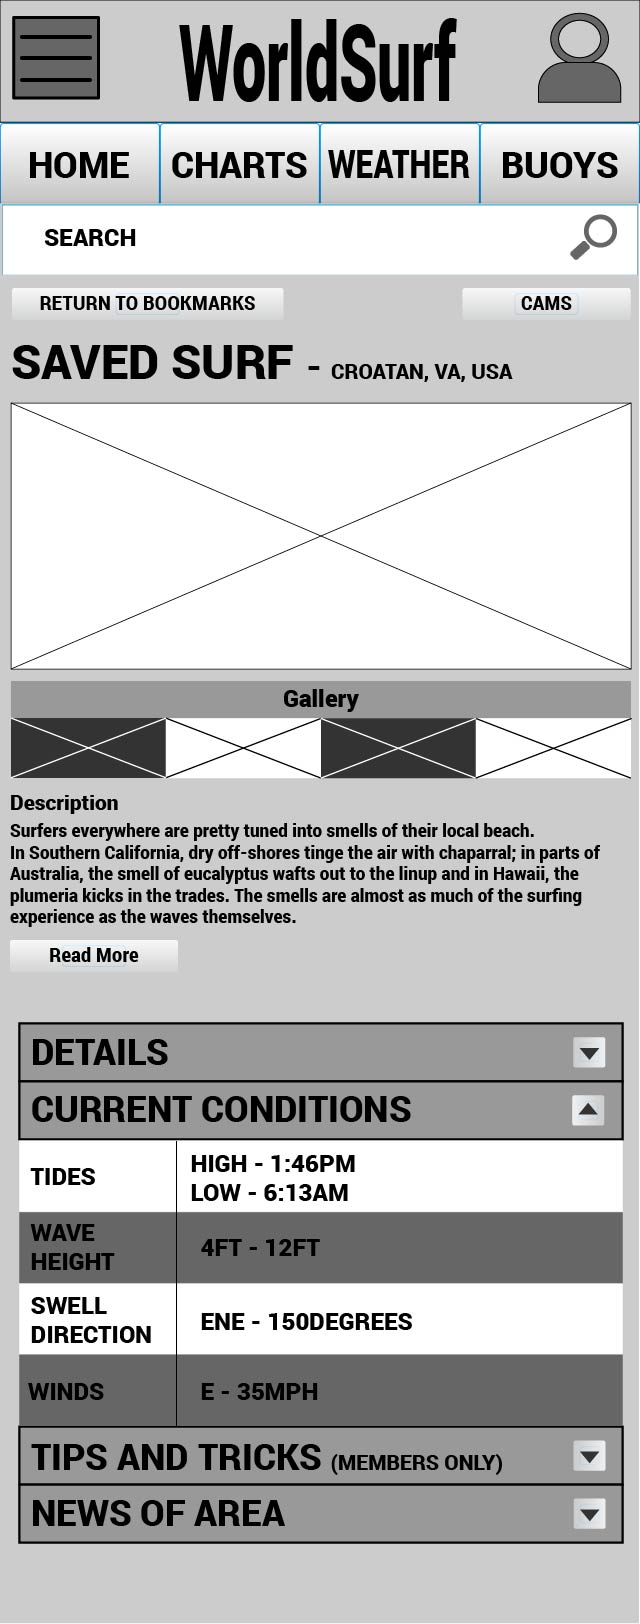 WorldSurf
HOME CHARTS WEATHER BUOYS
SEARCH
RETURN TO BOOKMARKS CAMS
SAVED SURF - CROATAN, VA, USA
Gallery
Description
Surfers everywhere are pretty tuned into smells of their local beach.
In Southern California, dry off-shores tinge the air with chaparral; in parts of
Australia, the smell of eucalyptus wafts out to the linup and in Hawaii, the
plumeria kicks in the trades. The smells are almost as much of the surfing
experience as the waves themselves.
Read More
DETAILS
CURRENT CONDITIONS
TIDES
HIGH - 1:46PM
LOW - 6:13AM
WAVE
HEIGHT
4FT - 12FT
SWELL
DIRECTION
ENE - 150DEGREES
WINDS
E - 35MPH
TIPS AND TRICKS (MEMBERS ONLY)
NEWS OF AREA